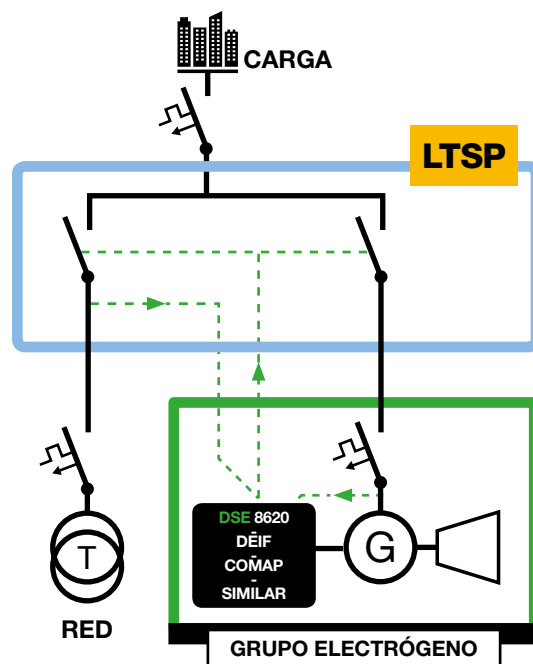 CARGA
LTSP
DSE 8620
-
DEIF
-
COMAP
-
SIMILAR
G
T
RED
GRUPO ELECTRÓGENO